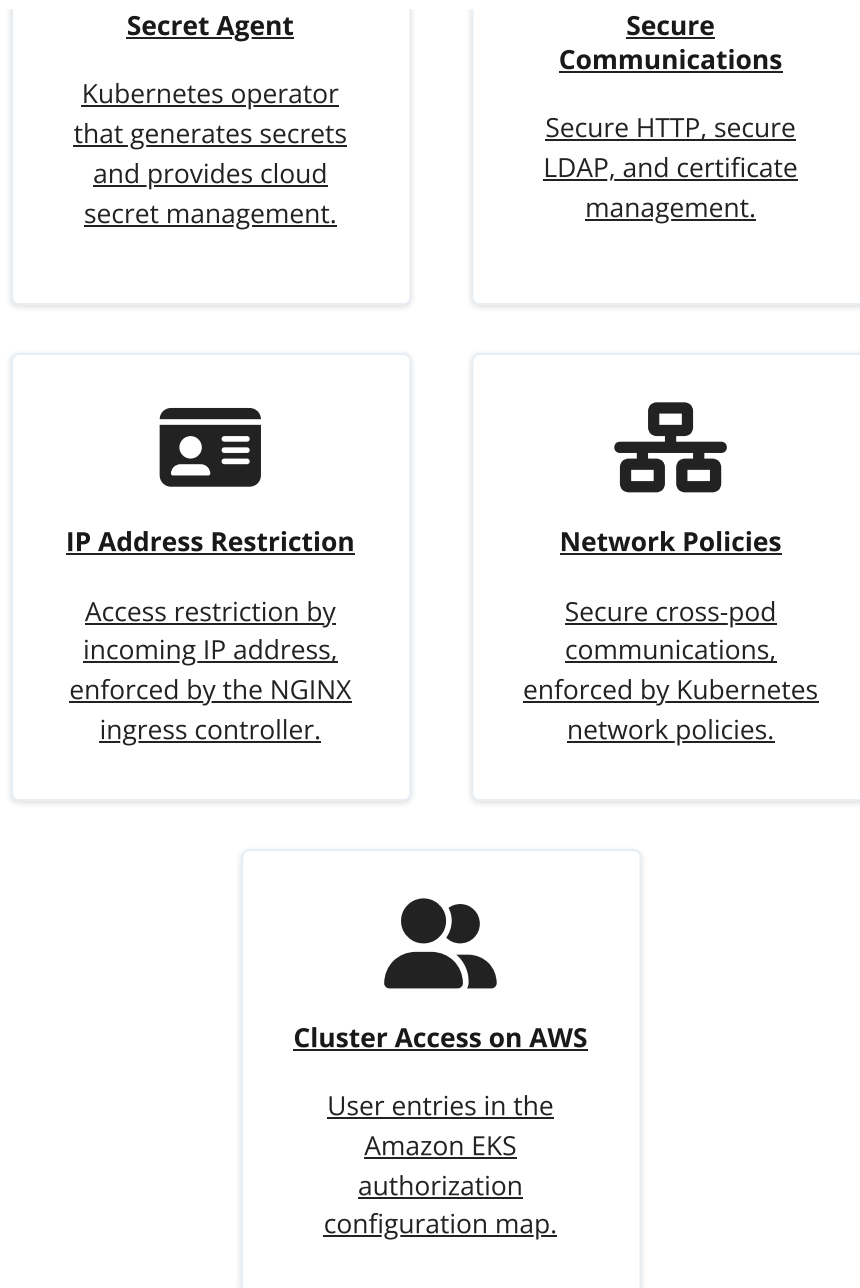 Secret Agent
Kubernetes operator
that generates secrets
and provides cloud
secret management.
Secure
Communications
Secure HTTP, secure
LDAP, and certificate
management.
IP Address Restriction
Access restriction by
incoming IP address,
enforced by the NGINX
ingress controller.
Network Policies
Secure cross-pod
communications,
enforced by Kubernetes
network policies.
Cluster Access on AWS
User entries in the
Amazon EKS
authorization
configuration map.